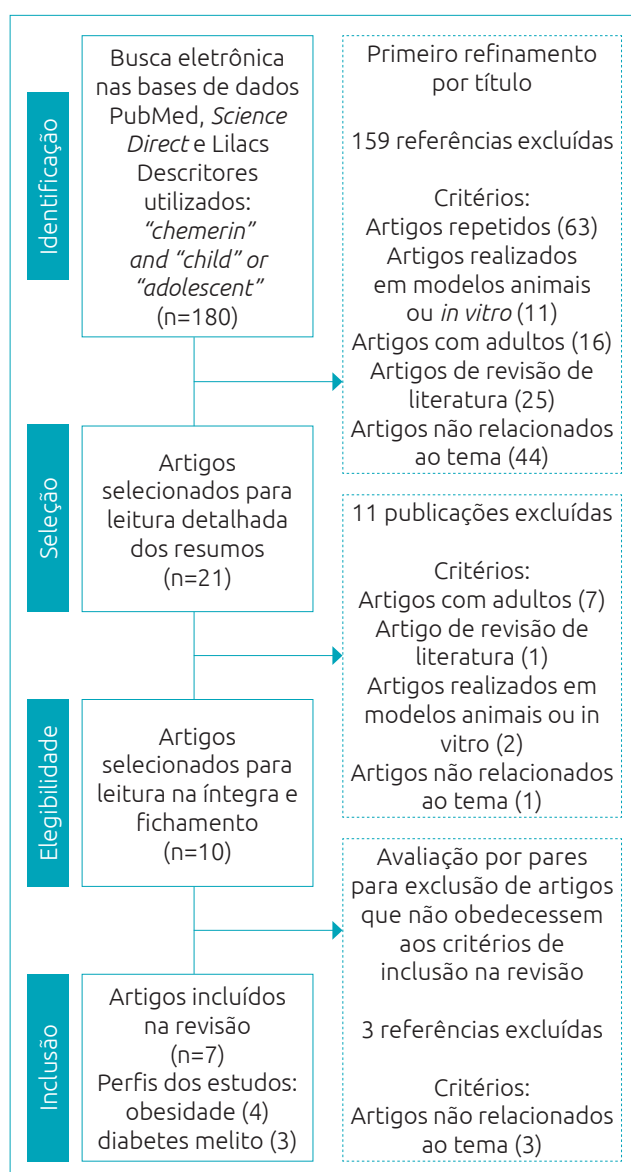 Identificação
Busca eletrônica
nas bases de dados
PubMed, Science
Direct e Lilacs
Descritores
utilizados:
“chemerin”
and “child” or
“adolescent”
(n=180)
Primeiro refinamento
por título
159 referências excluídas
Critérios:
Artigos repetidos (63)
Artigos realizados
em modelos animais
ou in vitro (11)
Artigos com adultos (16)
Artigos de revisão de
literatura (25)
Artigos não relacionados
ao tema (44)
Seleção
Artigos
selecionados para
leitura detalhada
dos resumos
(n=21)
11 publicações excluídas
Critérios:
Artigos com adultos (7)
Artigo de revisão de
literatura (1)
Artigos realizados em
modelos animais ou in
vitro (2)
Artigos não relacionados
ao tema (1)
Elegibilidade
Artigos
selecionados para
leitura na íntegra e
fichamento
(n=10)
Avaliação por pares
para exclusão de artigos
que não obedecessem
aos critérios de
inclusão na revisão
3 referências excluídas
Critérios:
Artigos não relacionados
ao tema (3)
Inclusão
Artigos incluídos
na revisão
(n=7)
Perfis dos estudos:
obesidade (4)
diabetes melito (3)